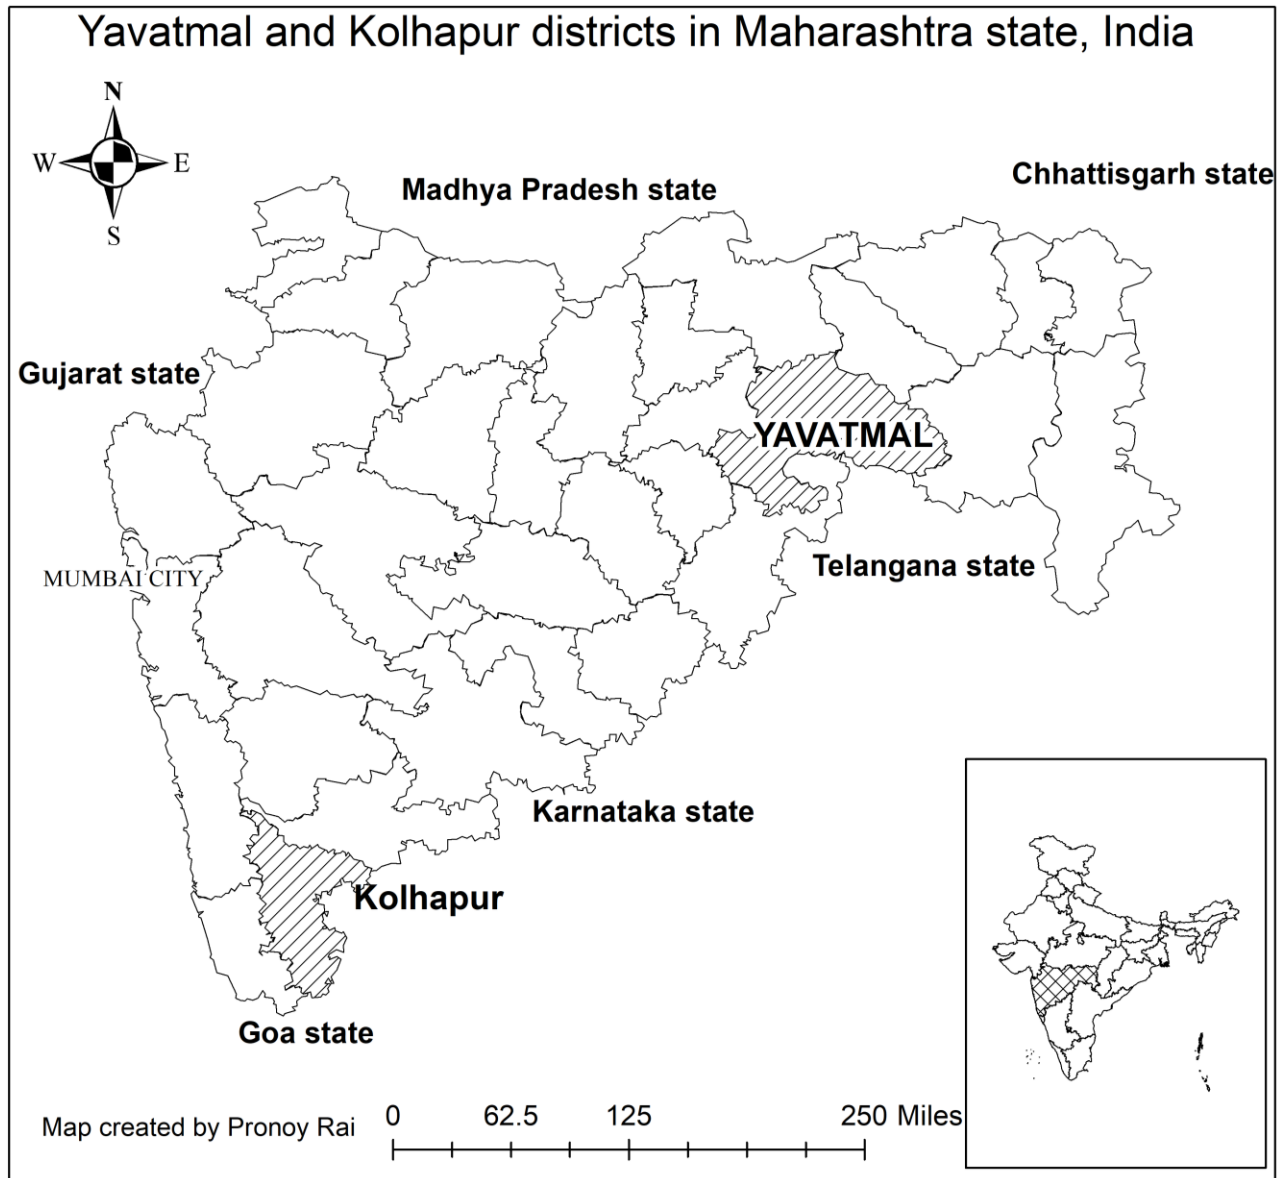 Yavatmal and Kolhapur districts in Maharashtra state, India
N
W E
S
Chhattisgarh state
Madhya Pradesh state
Gujarat state
YAVATMAL
Telangana state
MUMBAI CITY
Karnataka state
Kolhapur
Goa state
Map created by Pronoy Rai
0 62.5 125 250 Miles